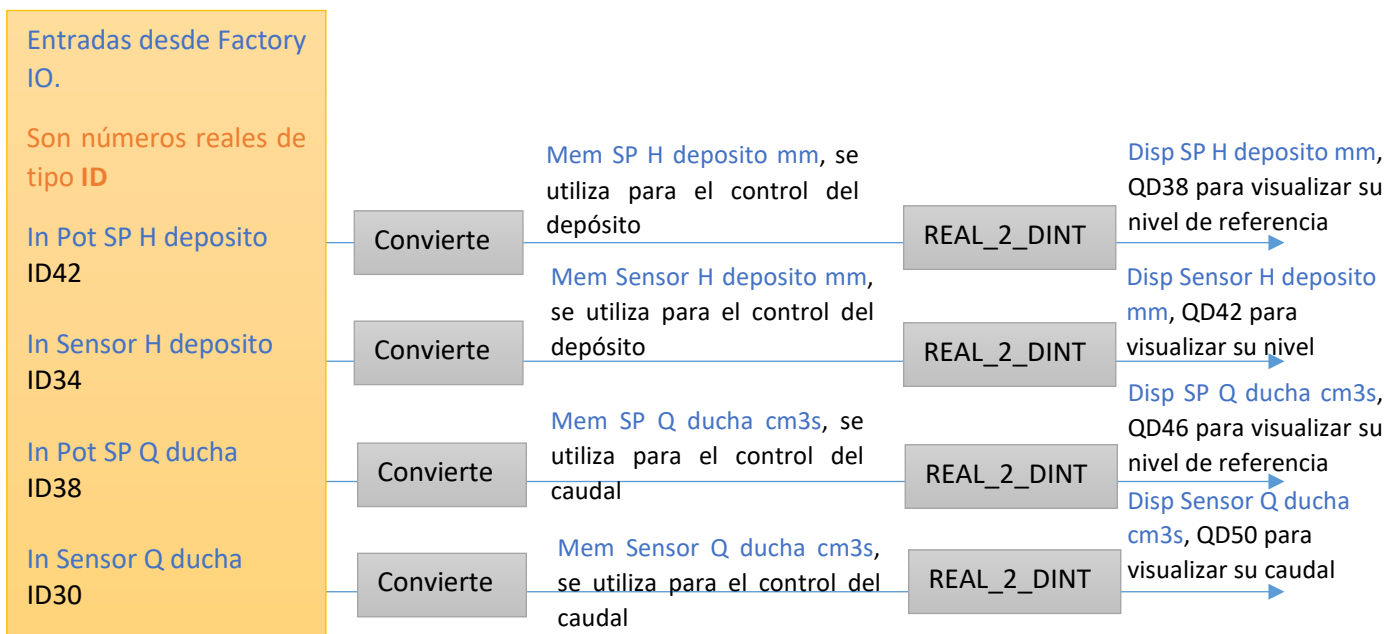 Entradas desde Factory
IO.
Son números reales de
tipo ID
In Pot SP H deposito
ID42
In Sensor H deposito
ID34
In Pot SP Q ducha
ID38
In Sensor Q ducha
ID30
Convierte
Mem SP H deposito mm, se
utiliza para el control del
depósito
REAL_2_DINT
Disp SP H deposito mm,
QD38 para visualizar su
nivel de referencia
Convierte
Mem Sensor H deposito mm,
se utiliza para el control del
depósito
REAL_2_DINT
Disp Sensor H deposito
mm, QD42 para
visualizar su nivel
Convierte
Mem SP Q ducha cm3s, se
utiliza para el control del
caudal
REAL_2_DINT
Disp SP Q ducha cm3s,
QD46 para visualizar su
nivel de referencia
Convierte
Mem Sensor Q ducha cm3s,
se utiliza para el control del
caudal
REAL_2_DINT
Disp Sensor Q ducha
cm3s, QD50 para
visualizar su caudal